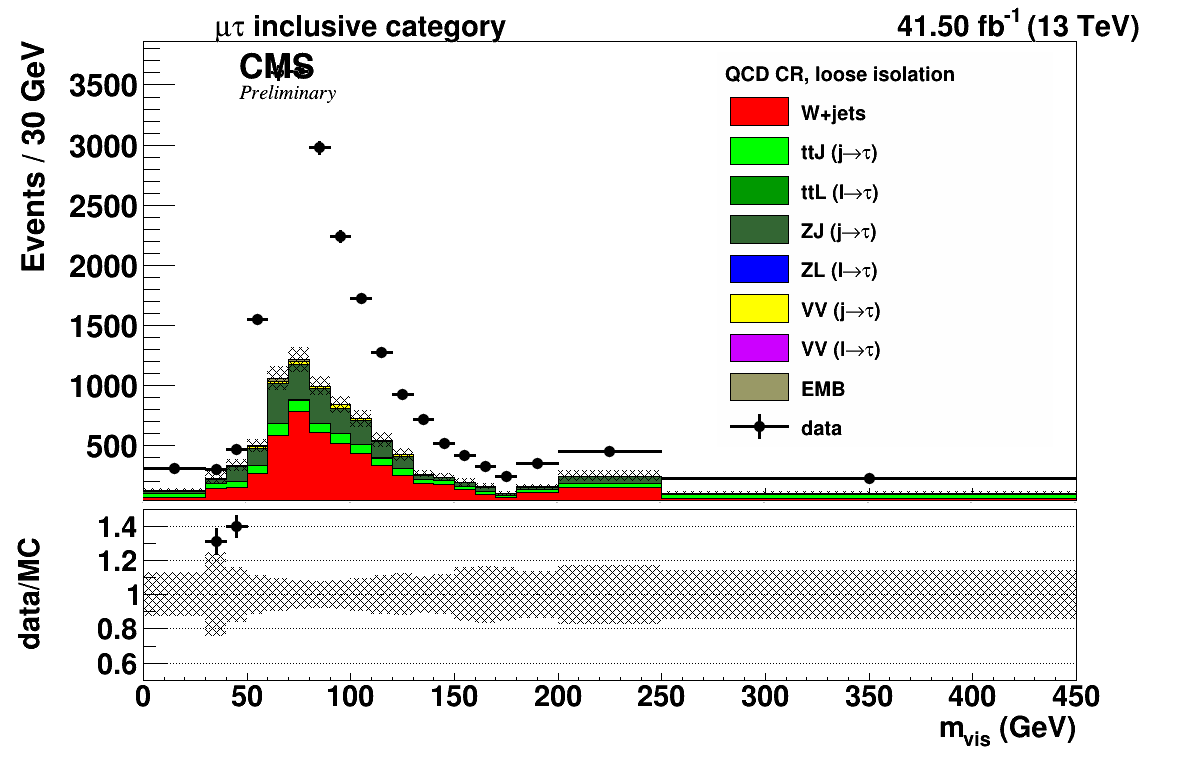 μτ inclusive category
41.50 fb-1 (13 TeV)
CMS
Preliminary
Events / 30 GeV
3500
3000
2500
2000
1500
1000
500
QCD CR, loose isolation
W+jets
ttJ (j→τ)
ttL (l→τ)
ZJ (j→τ)
ZL (l→τ)
VV (j→τ)
VV (l→τ)
EMB
data
data/MC
1.4
1.2
1
0.8
0.6
0 50 100 150 200 250 300 350 400 450
mvis (GeV)